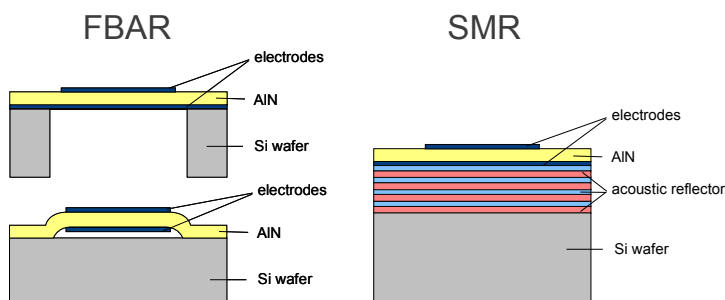 FBAR
electrodes
AlN
Si wafer
electrodes
AlN
Si wafer
SMR
electrodes
AlN
acoustic reflector
Si wafer